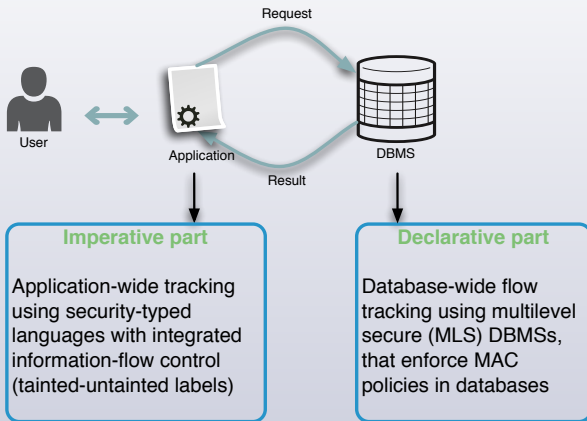 Request
User
Application
DBMS
Result
Imperative part
Application-wide tracking
using security-typed
languages with integrated
information-flow control
(tainted-untainted labels)
Declarative part
Database-wide flow
tracking using multilevel
secure (MLS) DBMSs,
that enforce MAC
policies in databases